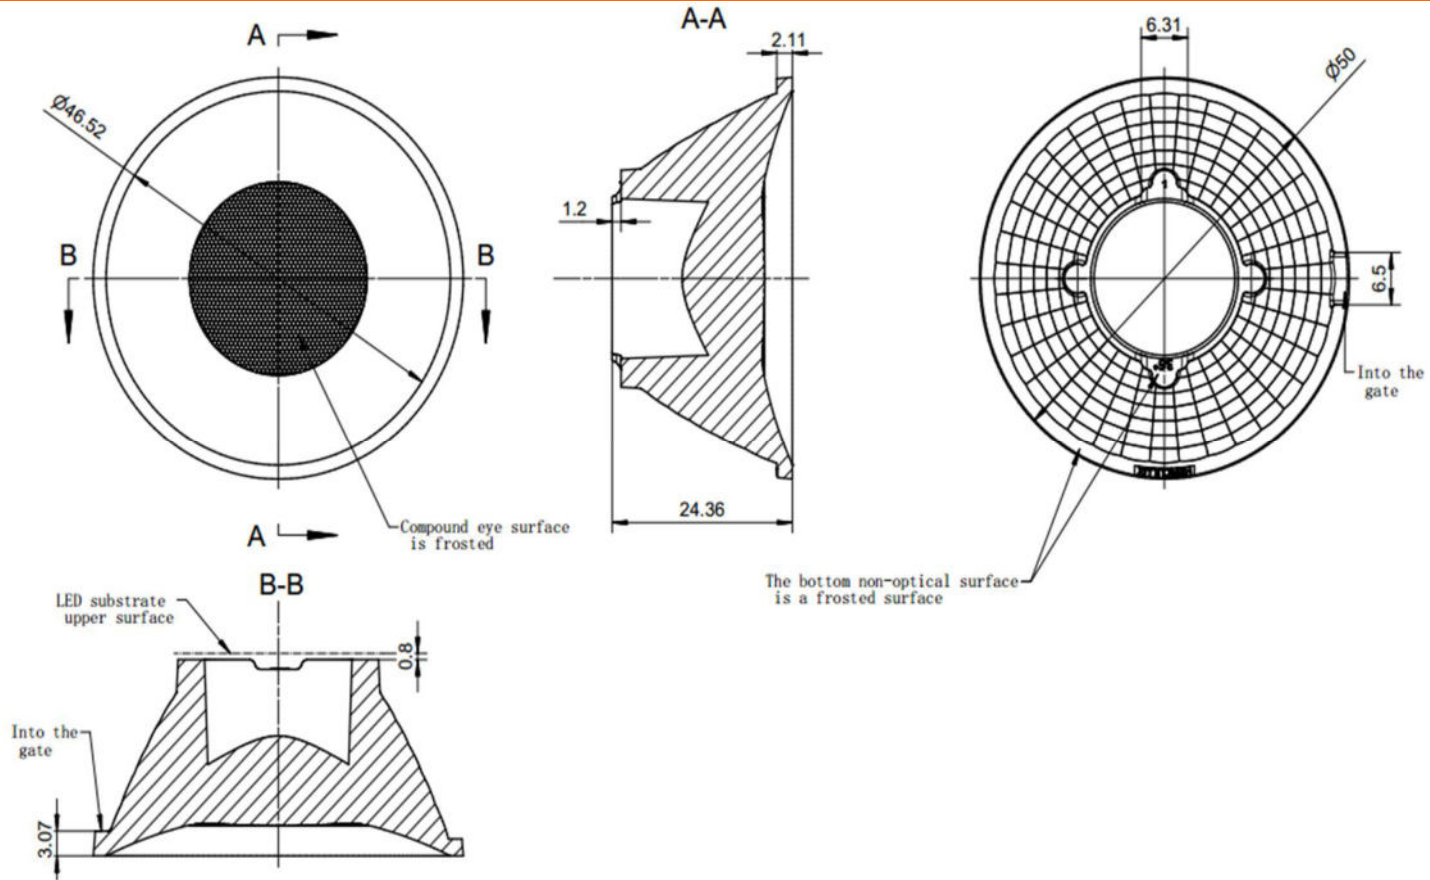 A
A-A
2.11
6.31
Ø50
Ø46.52
1.2
B
B
6.5
Into the
gate
24.36
Compound eye surface
is frosted
A
B-B
The bottom non-optical surface
is a frosted surface
LED substrate
upper surface
0.8
Into the
gate
3.07